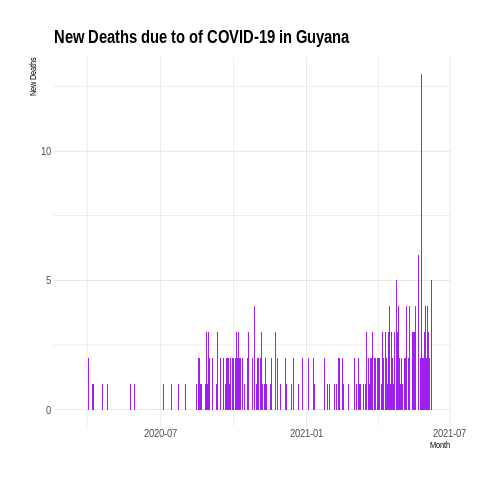 New Deaths due to of COVID-19 in Guyana
New Deaths
10
5
0
2020-07
2021-01
2021-07
Month